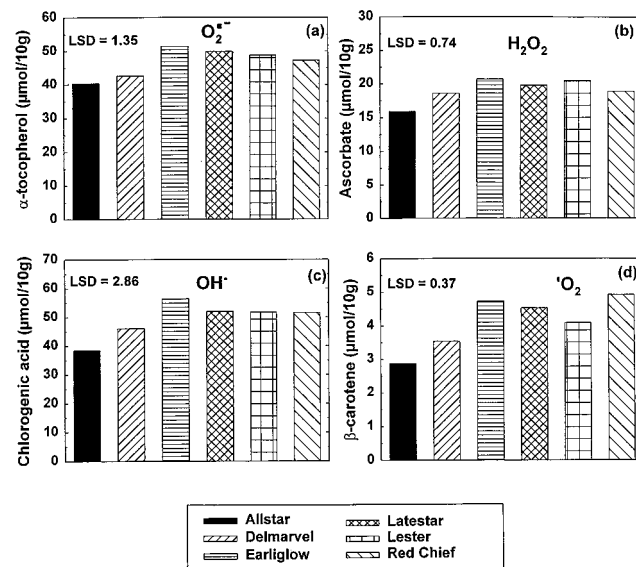 LSD = 1.35
O₂•⁻
(a)
α-tocopherol (µmol/10g)
60
50
40
30
20
10
0
LSD = 0.74
H₂O₂
(b)
Ascorbate (µmol/10g)
30
25
20
15
10
5
0
LSD = 2.86
OH•
(c)
Chlorogenic acid (µmol/10g)
70
60
50
40
30
20
10
0
LSD = 0.37
'O₂
(d)
β-carotene (µmol/10g)
6
5
4
3
2
1
0
Allstar
Delmarvel
Earliglow
Latestar
Lester
Red Chief